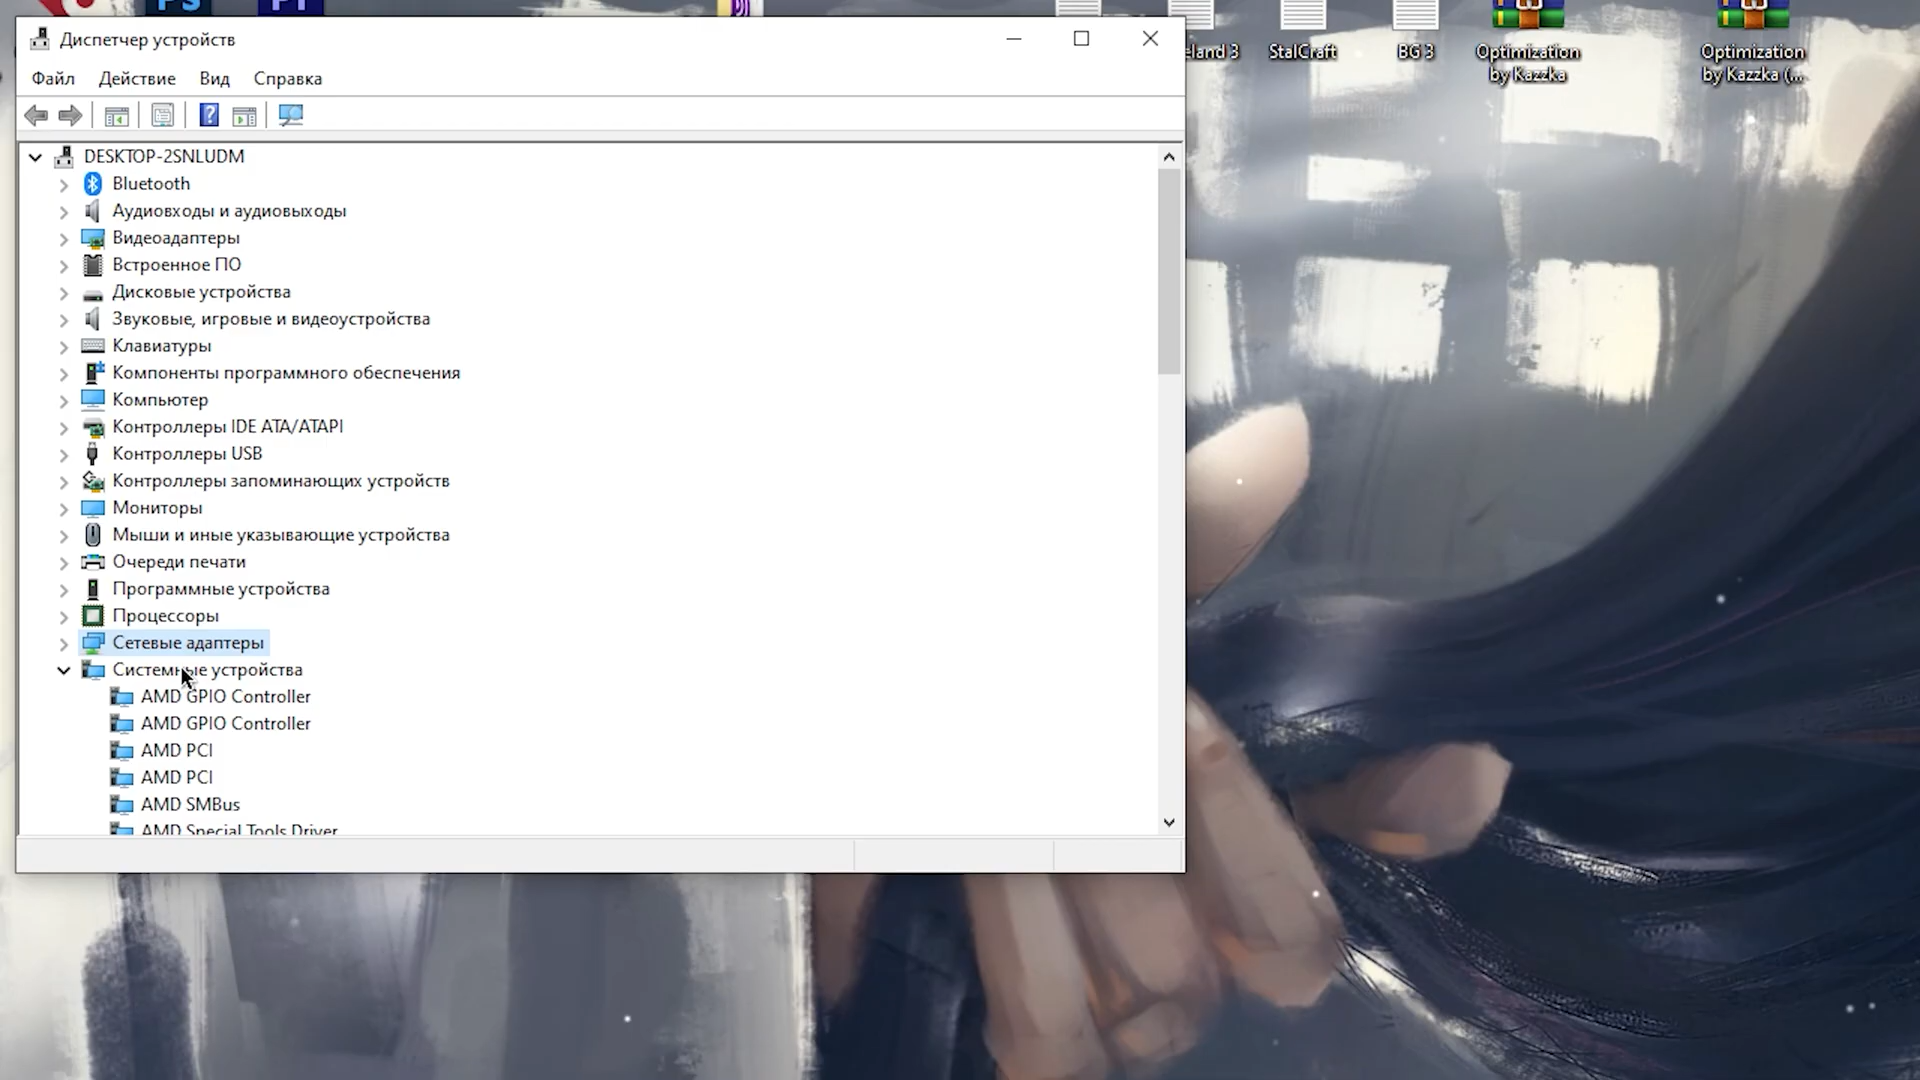 Ps
Диспетчер устройств
Файл Действие Вид Справка
DESKTOP-2SNLUDM
Bluetooth
Аудиовходы и аудиовыходы
Видеоадаптеры
Встроенное ПО
Дисковые устройства
Звуковые, игровые и видеоустройства
Клавиатуры
Компоненты программного обеспечения
Компьютер
Контроллеры IDE ATA/ATAPI
Контроллеры USB
Контроллеры запоминающих устройств
Мониторы
Мыши и иные указывающие устройства
Очереди печати
Программные устройства
Процессоры
Сетевые адаптеры
Системные устройства
AMD GPIO Controller
AMD GPIO Controller
AMD PCI
AMD PCI
AMD SMBus
AMD Special Tools Driver
eland 3
StalCraft
BG 3
Optimization
by Kazzka
Optimization
by Kazzka (...